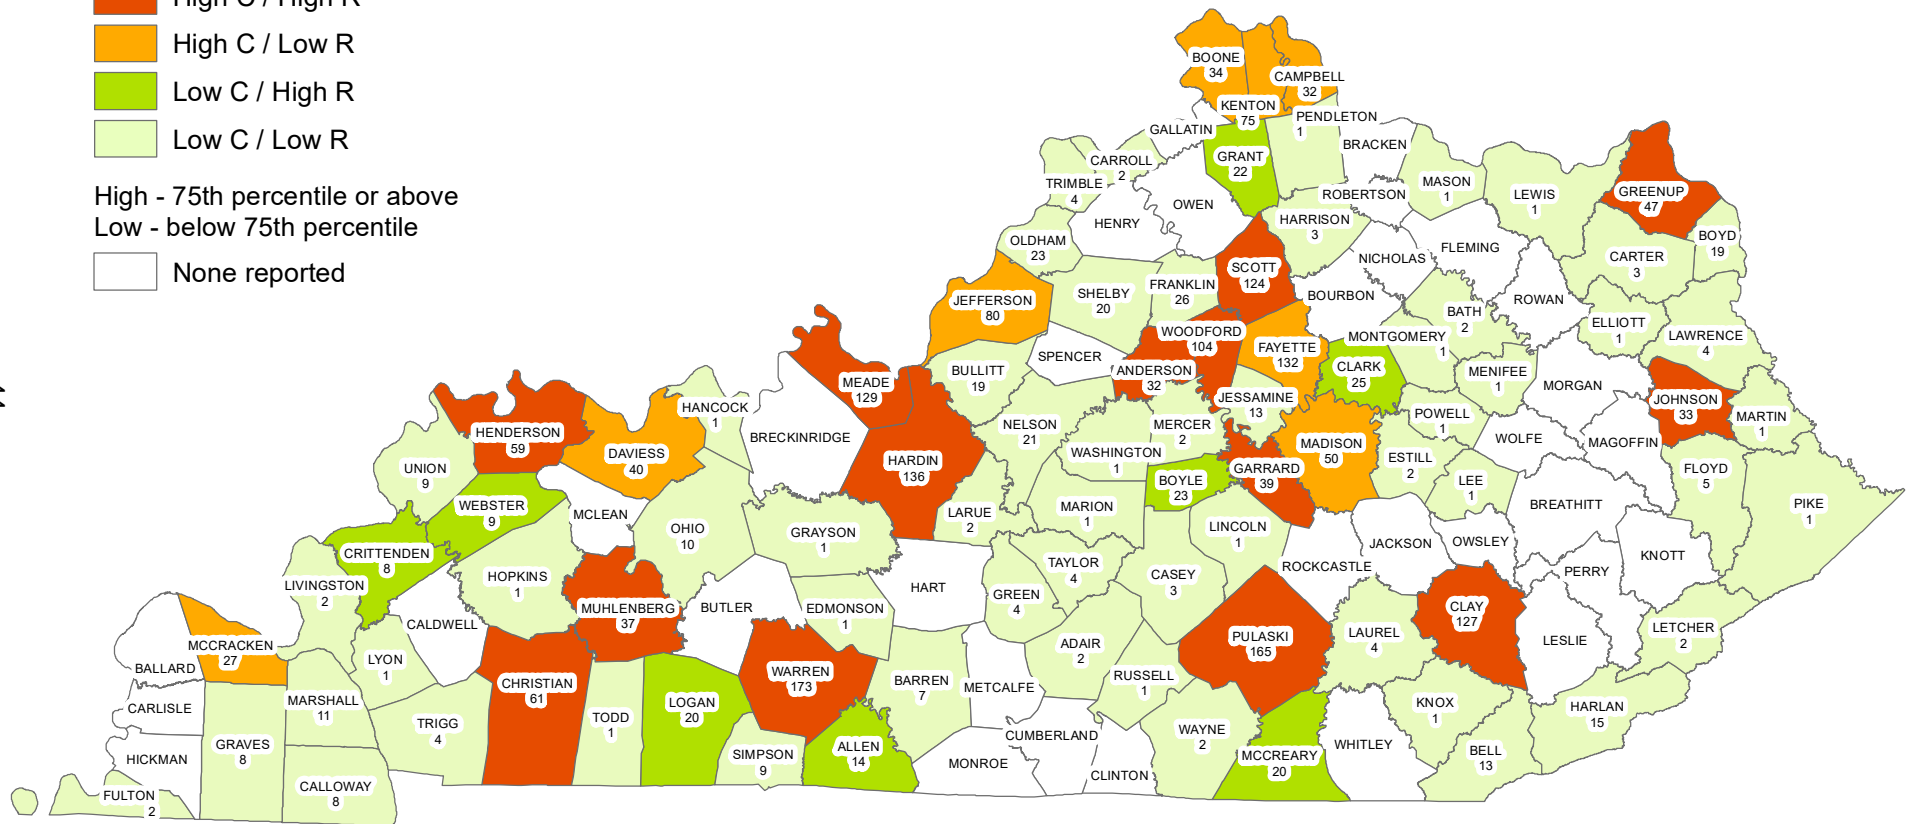 High C / High R
High C / Low R
Low C / High R
Low C / Low R
High - 75th percentile or above
Low - below 75th percentile
None reported
BOONE
34
CAMPBELL
32
KENTON
75
PENDLETON
1
GALLATIN
BRACKEN
GRANT
22
CARROLL
2
TRIMBLE
4
MASON
1
ROBERTSON
LEWIS
1
GREENUP
47
OWEN
HENRY
HARRISON
3
BOYD
19
OLDHAM
23
FLEMING
NICHOLAS
CARTER
3
SCOTT
124
FRANKLIN
26
SHELBY
20
JEFFERSON
80
BOURBON
ROWAN
BATH
2
ELLIOTT
1
WOODFORD
104
MONTGOMERY
1
LAWRENCE
4
FAYETTE
132
SPENCER
ANDERSON
32
CLARK
25
BULLITT
19
MENIFEE
1
MORGAN
MEADE
129
JESSAMINE
13
JOHNSON
33
HANCOCK
1
POWELL
1
MARTIN
1
NELSON
21
MERCER
2
HENDERSON
59
BRECKINRIDGE
WOLFE
MAGOFFIN
MADISON
50
DAVIESS
40
WASHINGTON
1
HARDIN
136
ESTILL
2
UNION
9
GARRARD
39
FLOYD
5
BOYLE
23
LEE
1
WEBSTER
9
BREATHITT
PIKE
1
MCLEAN
LARUE
2
MARION
1
OHIO
10
GRAYSON
1
LINCOLN
1
JACKSON
OWSLEY
CRITTENDEN
8
KNOTT
ROCKCASTLE
TAYLOR
4
PERRY
HOPKINS
1
CASEY
3
LIVINGSTON
2
HART
GREEN
4
MUHLENBERG
37
BUTLER
EDMONSON
1
CLAY
127
CALDWELL
LETCHER
2
PULASKI
165
LAUREL
4
LESLIE
MCCRACKEN
27
ADAIR
2
LYON
1
BALLARD
WARREN
173
RUSSELL
1
BARREN
7
CHRISTIAN
61
METCALFE
MARSHALL
11
LOGAN
20
KNOX
1
CARLISLE
HARLAN
15
TODD
1
TRIGG
4
WAYNE
2
CUMBERLAND
GRAVES
8
WHITLEY
ALLEN
14
BELL
13
SIMPSON
9
MCCREARY
20
HICKMAN
MONROE
CLINTON
CALLOWAY
8
FULTON
2